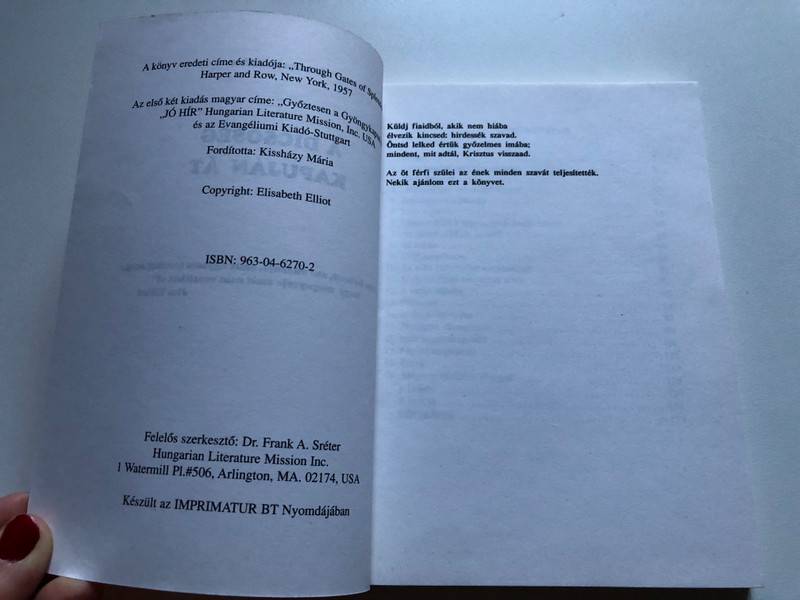 A könyv eredeti címe és kiadója: „Through Gates of
Harper and Row, New York, 1957
Az első két kiadás magyar címe: „Győztesen a
„JÓ HÍR” Hungarian Literature Mission, Inc. USA
és az Evangéliumi Kiadó-Stuttgart
Fordította: Kissházy Mária
Copyright: Elisabeth Elliot
ISBN: 963-04-6270-2
Felelős szerkesztő: Dr. Frank A. Sréter
Hungarian Literature Mission Inc.
1 Watermill Pl.#506, Arlington, MA. 02174, USA
Készült az IMPRIMATUR BT Nyomdájában
Küldj fiaidból, akik nem hiába
élvezik kincsed: hirdessék szavad.
Öntsd lelked értük győzelmes imába;
mindent, mit adtál, Krisztus visszaad.
Az öt férfi szülei az ének minden szavát teljesítették.
Nekik ajánlom ezt a könyvet.